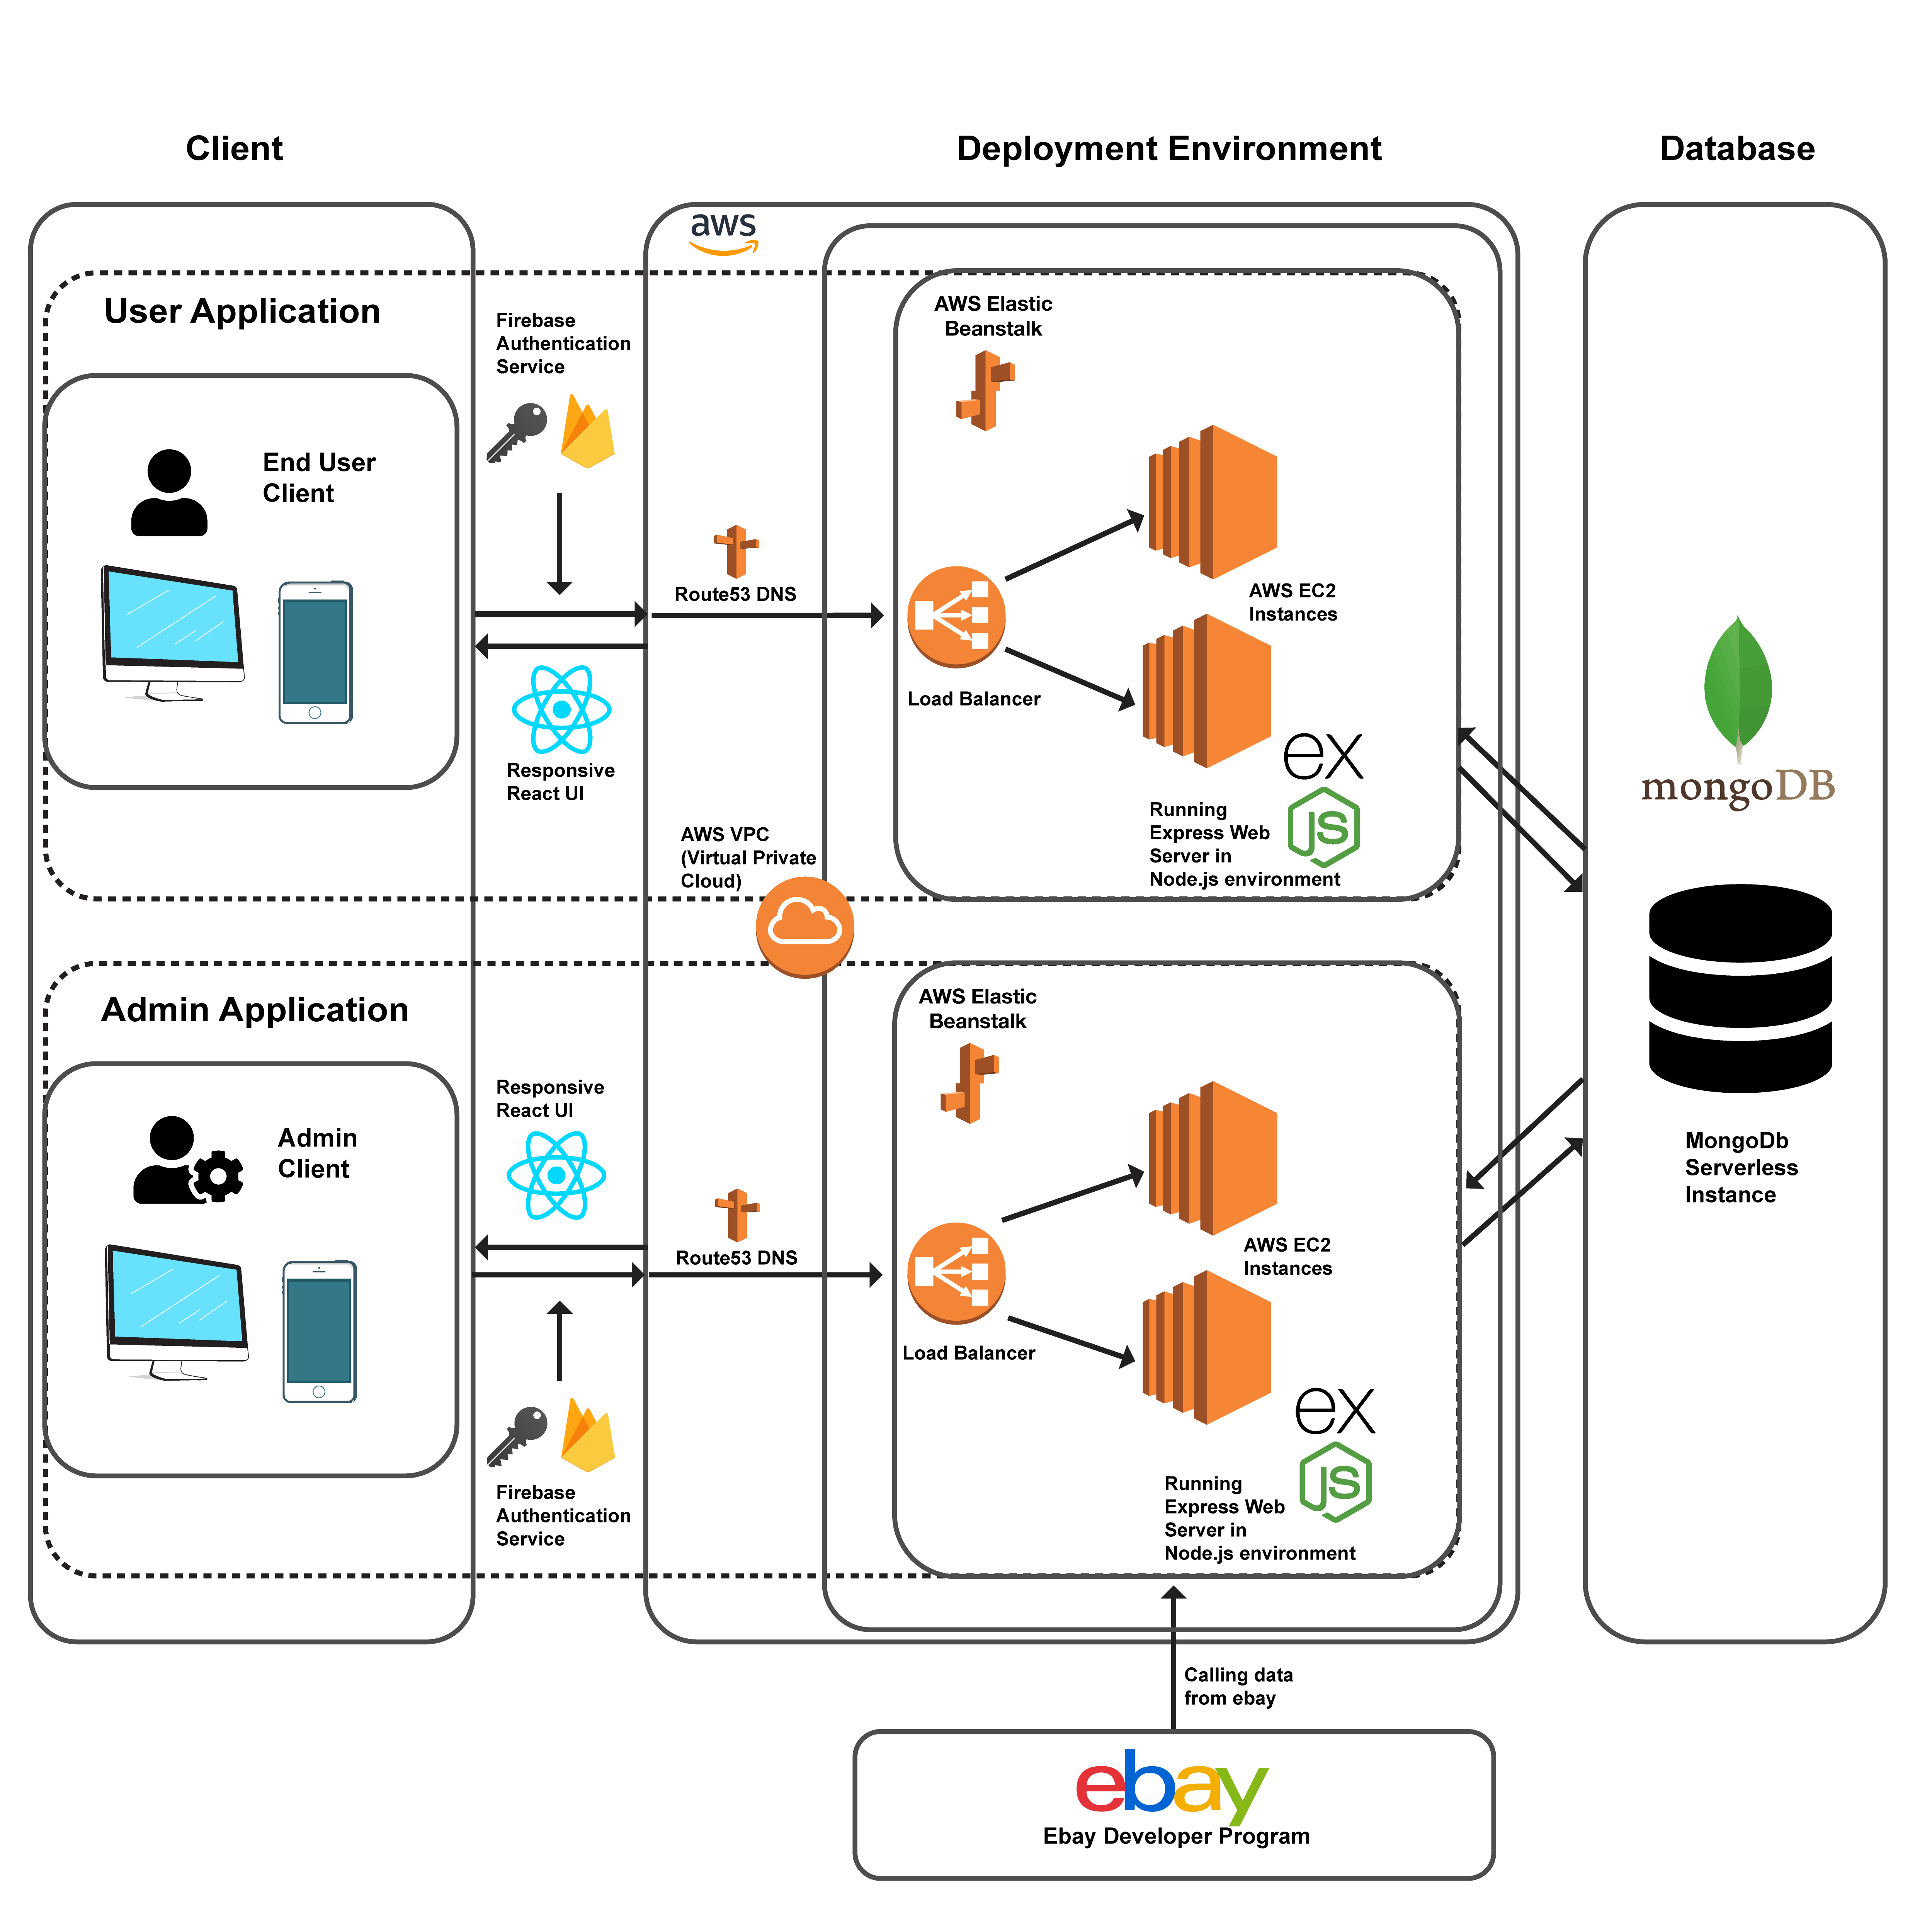 Client
Deployment Environment
Database
aws
User Application
Firebase
Authentication
Service
AWS Elastic
Beanstalk
End User
Client
Route53 DNS
AWS EC2
Instances
Load Balancer
Responsive
React UI
ex
JS
Running
Express Web
Server in
Node.js environment
AWS VPC
(Virtual Private
Cloud)
mongoDB
Admin Application
AWS Elastic
Beanstalk
Responsive
React UI
Admin
Client
Route53 DNS
AWS EC2
Instances
Load Balancer
MongoDb
Serverless
Instance
ex
JS
Firebase
Authentication
Service
Running
Express Web
Server in
Node.js environment
Calling data
from ebay
ebay
Ebay Developer Program